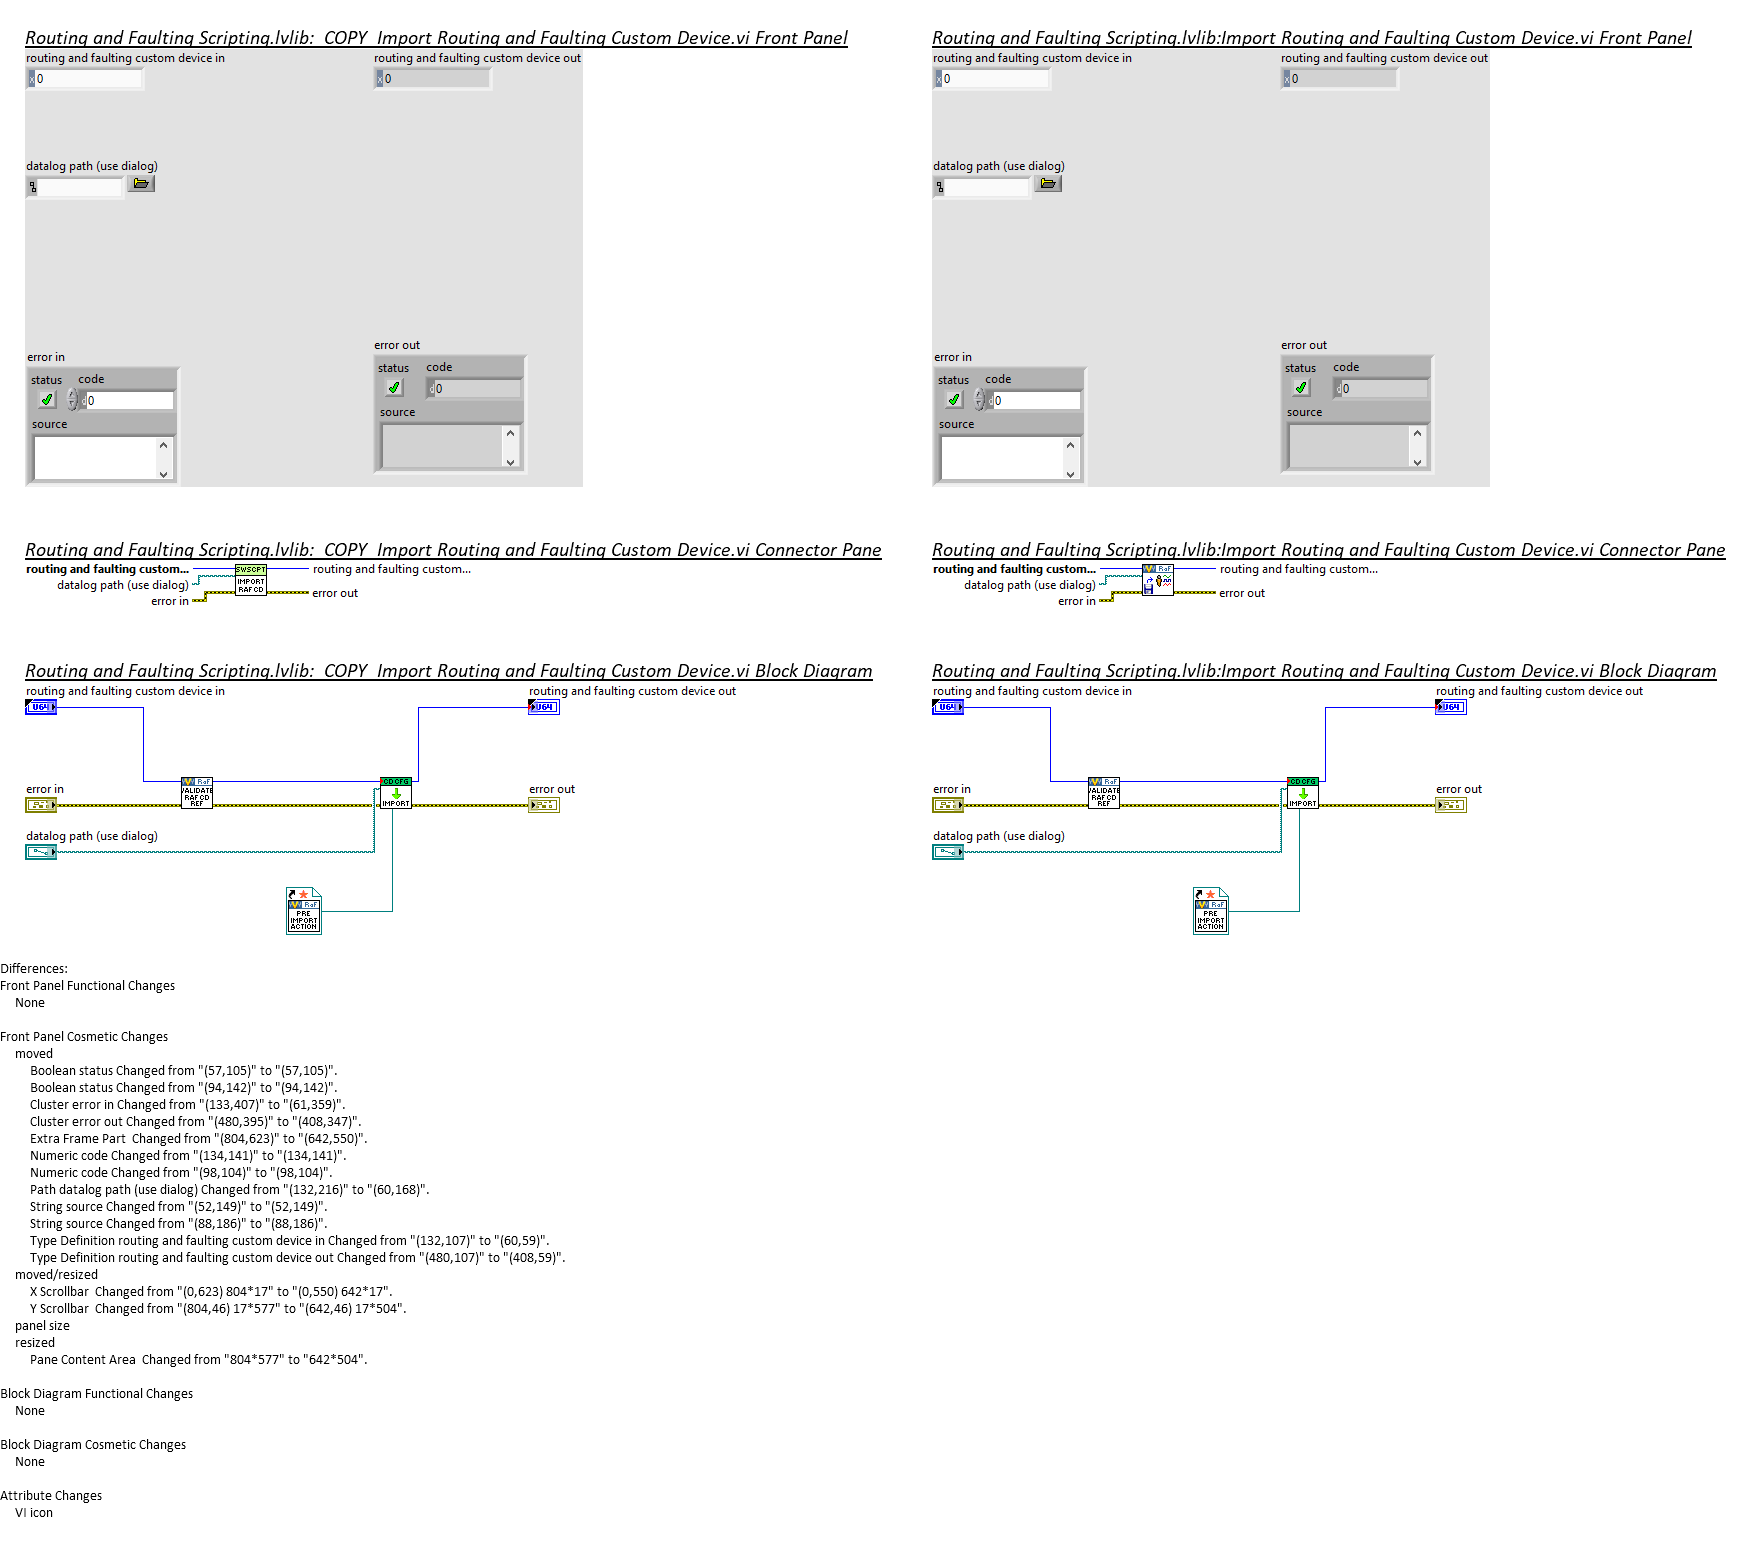 Routing and Faulting Scripting.lvlib:  COPY  Import Routing and Faulting Custom Device.vi Front Panel
routing and faulting custom device in
routing and faulting custom device out
x 0
x 0
datalog path (use dialog)
error in
status
code
d 0
source
error out
status
code
d 0
source
Routing and Faulting Scripting.lvlib:Import Routing and Faulting Custom Device.vi Front Panel
routing and faulting custom device in
routing and faulting custom device out
x 0
x 0
datalog path (use dialog)
error in
status
code
d 0
source
error out
status
code
d 0
source
Routing and Faulting Scripting.lvlib:  COPY  Import Routing and Faulting Custom Device.vi Connector Pane
routing and faulting custom...
datalog path (use dialog)
error in
SWSCPT
IMPORT
RAF CD
routing and faulting custom...
error out
Routing and Faulting Scripting.lvlib:Import Routing and Faulting Custom Device.vi Connector Pane
routing and faulting custom...
datalog path (use dialog)
error in
RaF
routing and faulting custom...
error out
Routing and Faulting Scripting.lvlib:  COPY  Import Routing and Faulting Custom Device.vi Block Diagram
routing and faulting custom device in
U64
routing and faulting custom device out
U64
error in
RaF
VALIDATE
RAF CD
REF
CD CFG
IMPORT
error out
datalog path (use dialog)
RaF
PRE
IMPORT
ACTION
Routing and Faulting Scripting.lvlib:Import Routing and Faulting Custom Device.vi Block Diagram
routing and faulting custom device in
U64
routing and faulting custom device out
U64
error in
RaF
VALIDATE
RAF CD
REF
CD CFG
IMPORT
error out
datalog path (use dialog)
RaF
PRE
IMPORT
ACTION
Differences:
Front Panel Functional Changes
None
Front Panel Cosmetic Changes
moved
Boolean status Changed from "(57,105)" to "(57,105)".
Boolean status Changed from "(94,142)" to "(94,142)".
Cluster error in Changed from "(133,407)" to "(61,359)".
Cluster error out Changed from "(480,395)" to "(408,347)".
Extra Frame Part  Changed from "(804,623)" to "(642,550)".
Numeric code Changed from "(134,141)" to "(134,141)".
Numeric code Changed from "(98,104)" to "(98,104)".
Path datalog path (use dialog) Changed from "(132,216)" to "(60,168)".
String source Changed from "(52,149)" to "(52,149)".
String source Changed from "(88,186)" to "(88,186)".
Type Definition routing and faulting custom device in Changed from "(132,107)" to "(60,59)".
Type Definition routing and faulting custom device out Changed from "(480,107)" to "(408,59)".
moved/resized
X Scrollbar  Changed from "(0,623) 804*17" to "(0,550) 642*17".
Y Scrollbar  Changed from "(804,46) 17*577" to "(642,46) 17*504".
panel size
resized
Pane Content Area  Changed from "804*577" to "642*504".
Block Diagram Functional Changes
None
Block Diagram Cosmetic Changes
None
Attribute Changes
VI icon